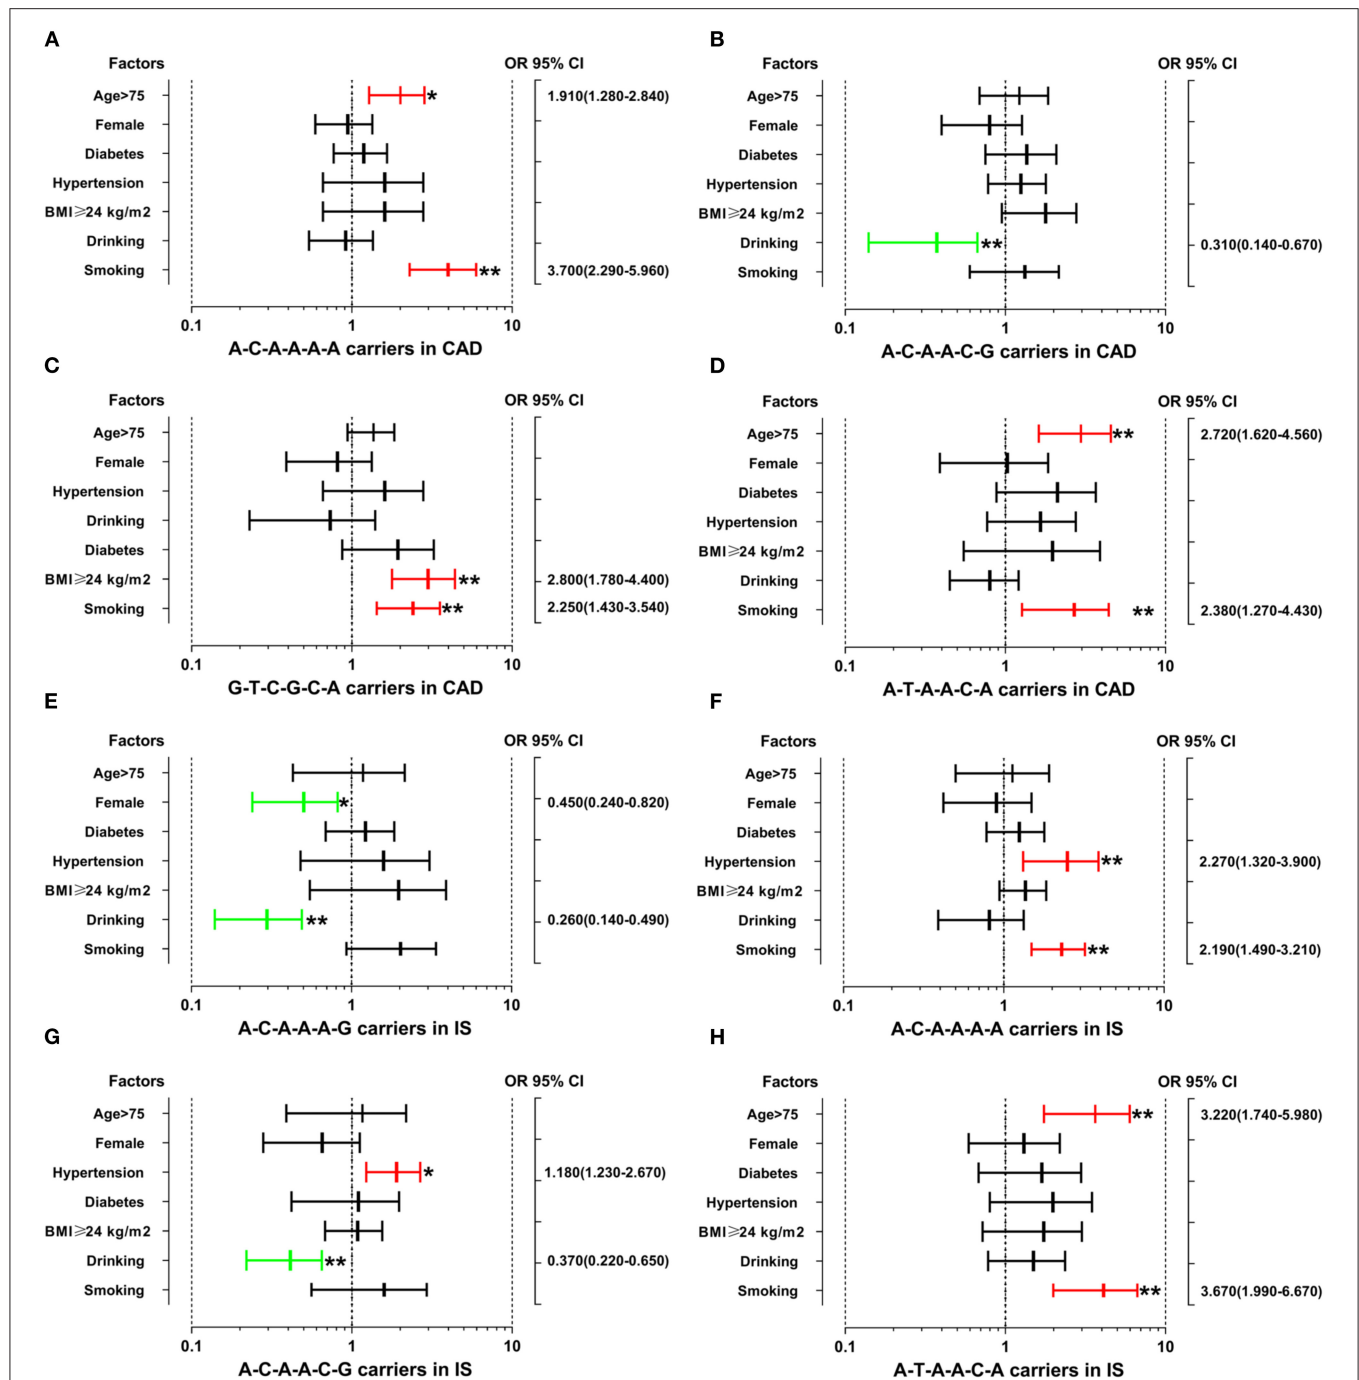 A
Factors
OR 95% CI
Age>75
*
1.910(1.280-2.840)
Female
Diabetes
Hypertension
BMI⩾24 kg/m2
Drinking
Smoking
**
3.700(2.290-5.960)
0.1
1
10
A-C-A-A-A-A carriers in CAD
B
Factors
OR 95% CI
Age>75
Female
Diabetes
Hypertension
BMI⩾24 kg/m2
Drinking
**
0.310(0.140-0.670)
Smoking
0.1
1
10
A-C-A-A-C-G carriers in CAD
C
Factors
OR 95% CI
Age>75
Female
Hypertension
Drinking
Diabetes
BMI⩾24 kg/m2
**
2.800(1.780-4.400)
Smoking
**
2.250(1.430-3.540)
0.1
1
10
G-T-C-G-C-A carriers in CAD
D
Factors
OR 95% CI
Age>75
**
2.720(1.620-4.560)
Female
Diabetes
Hypertension
BMI⩾24 kg/m2
Drinking
Smoking
**
2.380(1.270-4.430)
0.1
1
10
A-T-A-A-C-A carriers in CAD
E
Factors
OR 95% CI
Age>75
Female
*
0.450(0.240-0.820)
Diabetes
Hypertension
BMI⩾24 kg/m2
Drinking
**
0.260(0.140-0.490)
Smoking
0.1
1
10
A-C-A-A-A-G carriers in IS
F
Factors
OR 95% CI
Age>75
Female
Diabetes
Hypertension
**
2.270(1.320-3.900)
BMI⩾24 kg/m2
Drinking
Smoking
**
2.190(1.490-3.210)
0.1
1
10
A-C-A-A-A-A carriers in IS
G
Factors
OR 95% CI
Age>75
Female
Hypertension
*
1.180(1.230-2.670)
Diabetes
BMI⩾24 kg/m2
Drinking
**
0.370(0.220-0.650)
Smoking
0.1
1
10
A-C-A-A-C-G carriers in IS
H
Factors
OR 95% CI
Age>75
**
3.220(1.740-5.980)
Female
Diabetes
Hypertension
BMI⩾24 kg/m2
Drinking
Smoking
**
3.670(1.990-6.670)
0.1
1
10
A-T-A-A-C-A carriers in IS